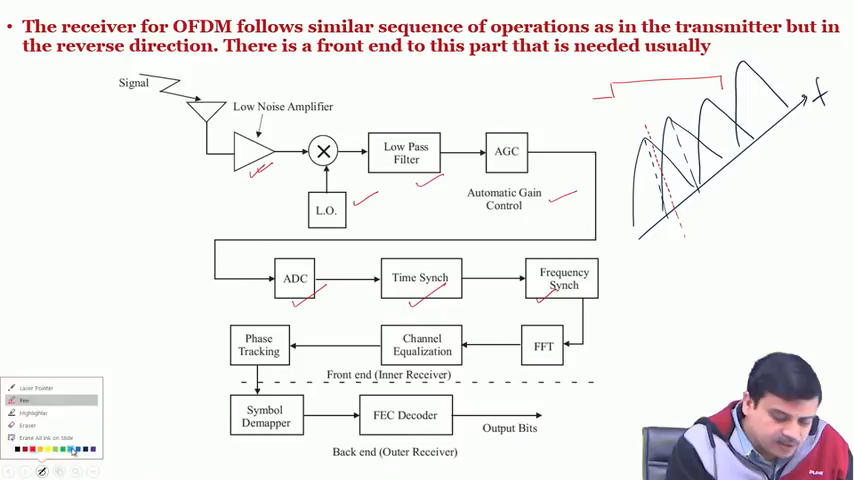 • The receiver for OFDM follows similar sequence of operations as in the transmitter but in
the reverse direction. There is a front end to this part that is needed usually
Signal
Low Noise Amplifier
f
Low Pass
Filter
AGC
L.O.
Automatic Gain
Control
ADC
Time Synch
Frequency
Synch
Phase
Tracking
Channel
Equalization
FFT
Front end (Inner Receiver)
Laser Pointer
Pen
Highlighter
Eraser
Erase All Ink on Slide
Symbol
Demapper
FEC Decoder
Output Bits
Back end (Outer Receiver)